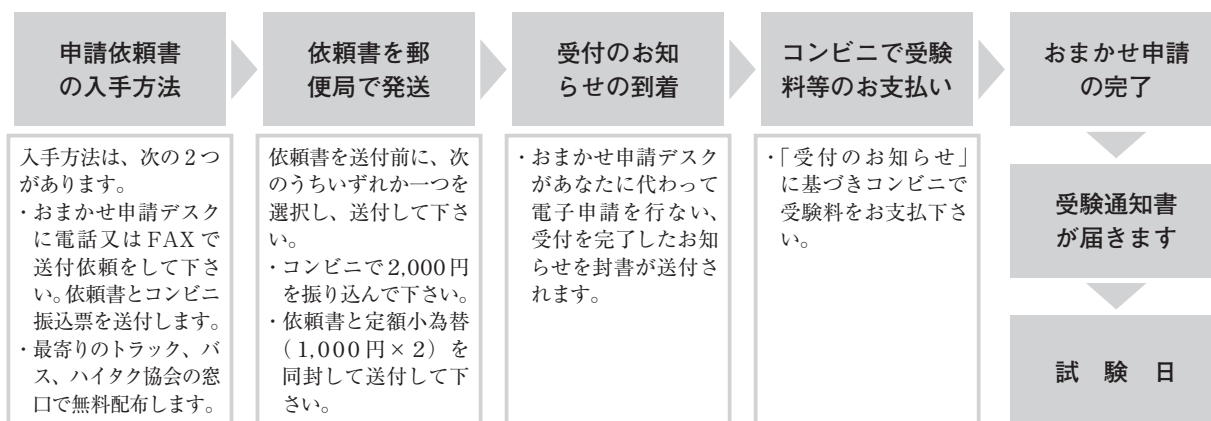 申請依頼書
の入手方法
入手方法は、次の2つ
があります。
・おまかせ申請デスク
に電話又はFAXで
送付依頼をして下さ
い。依頼書とコンビニ
振込票を送付します。
・最寄りのトラック、バ
ス、ハイタク協会の窓
口で無料配布します。
依頼書を郵
便局で発送
依頼書を送付前に、次
のうちいずれか一つを
選択し、送付して下さ
い。
・コンビニで2,000円
を振り込んで下さい。
・依頼書と定額小為替
（1,000円×2）を
同封して送付して下
さい。
受付のお知
らせの到着
・おまかせ申請デスク
があなたに代わって
電子申請を行ない、
受付を完了したお知
らせを封書が送付さ
れます。
コンビニで受験
料等のお支払い
・「受付のお知らせ」
に基づきコンビニで
受験料をお支払下さ
い。
おまかせ申請
の完了
受験通知書
が届きます
試　験　日